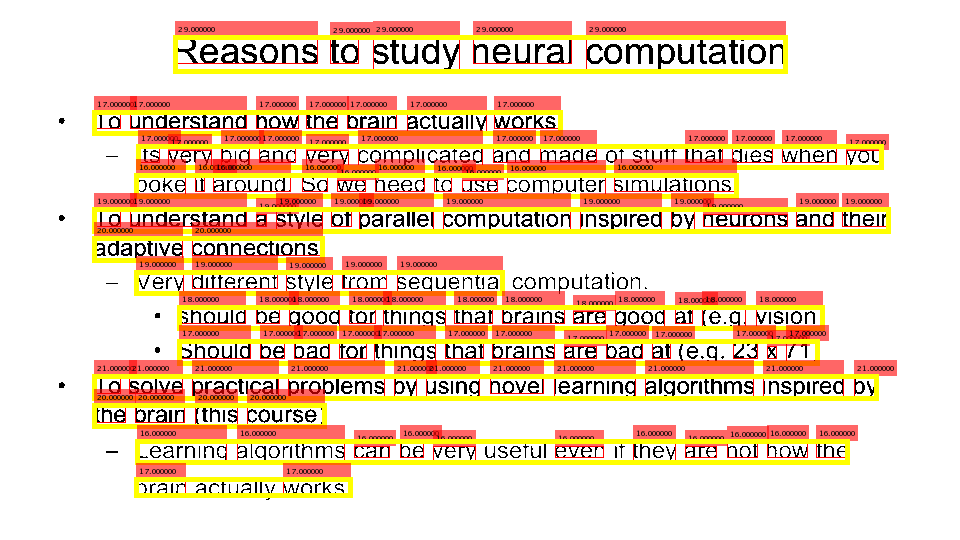 Reasons to study neural computation
• To understand how the brain actually works
– Its very big and very complicated and made of stuff that dies when you
poke it around. So we need to use computer simulations.
• To understand a style of parallel computation inspired by neurons and their
adaptive connections.
– Very different style from sequential computation.
• should be good for things that brains are good at (e.g. vision)
• Should be bad for things that brains are bad at (e.g. 23 x 71)
• To solve practical problems by using novel learning algorithms inspired by
the brain (this course)
– Learning algorithms can be very useful even if they are not how the
brain actually works.